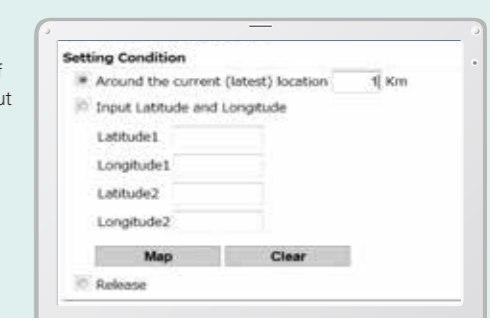 Setting Condition
Around the current (latest) location 1 Km
Input Latitude and Longitude
Latitude1
Longitude1
Latitude2
Longitude2
Map Clear
Release